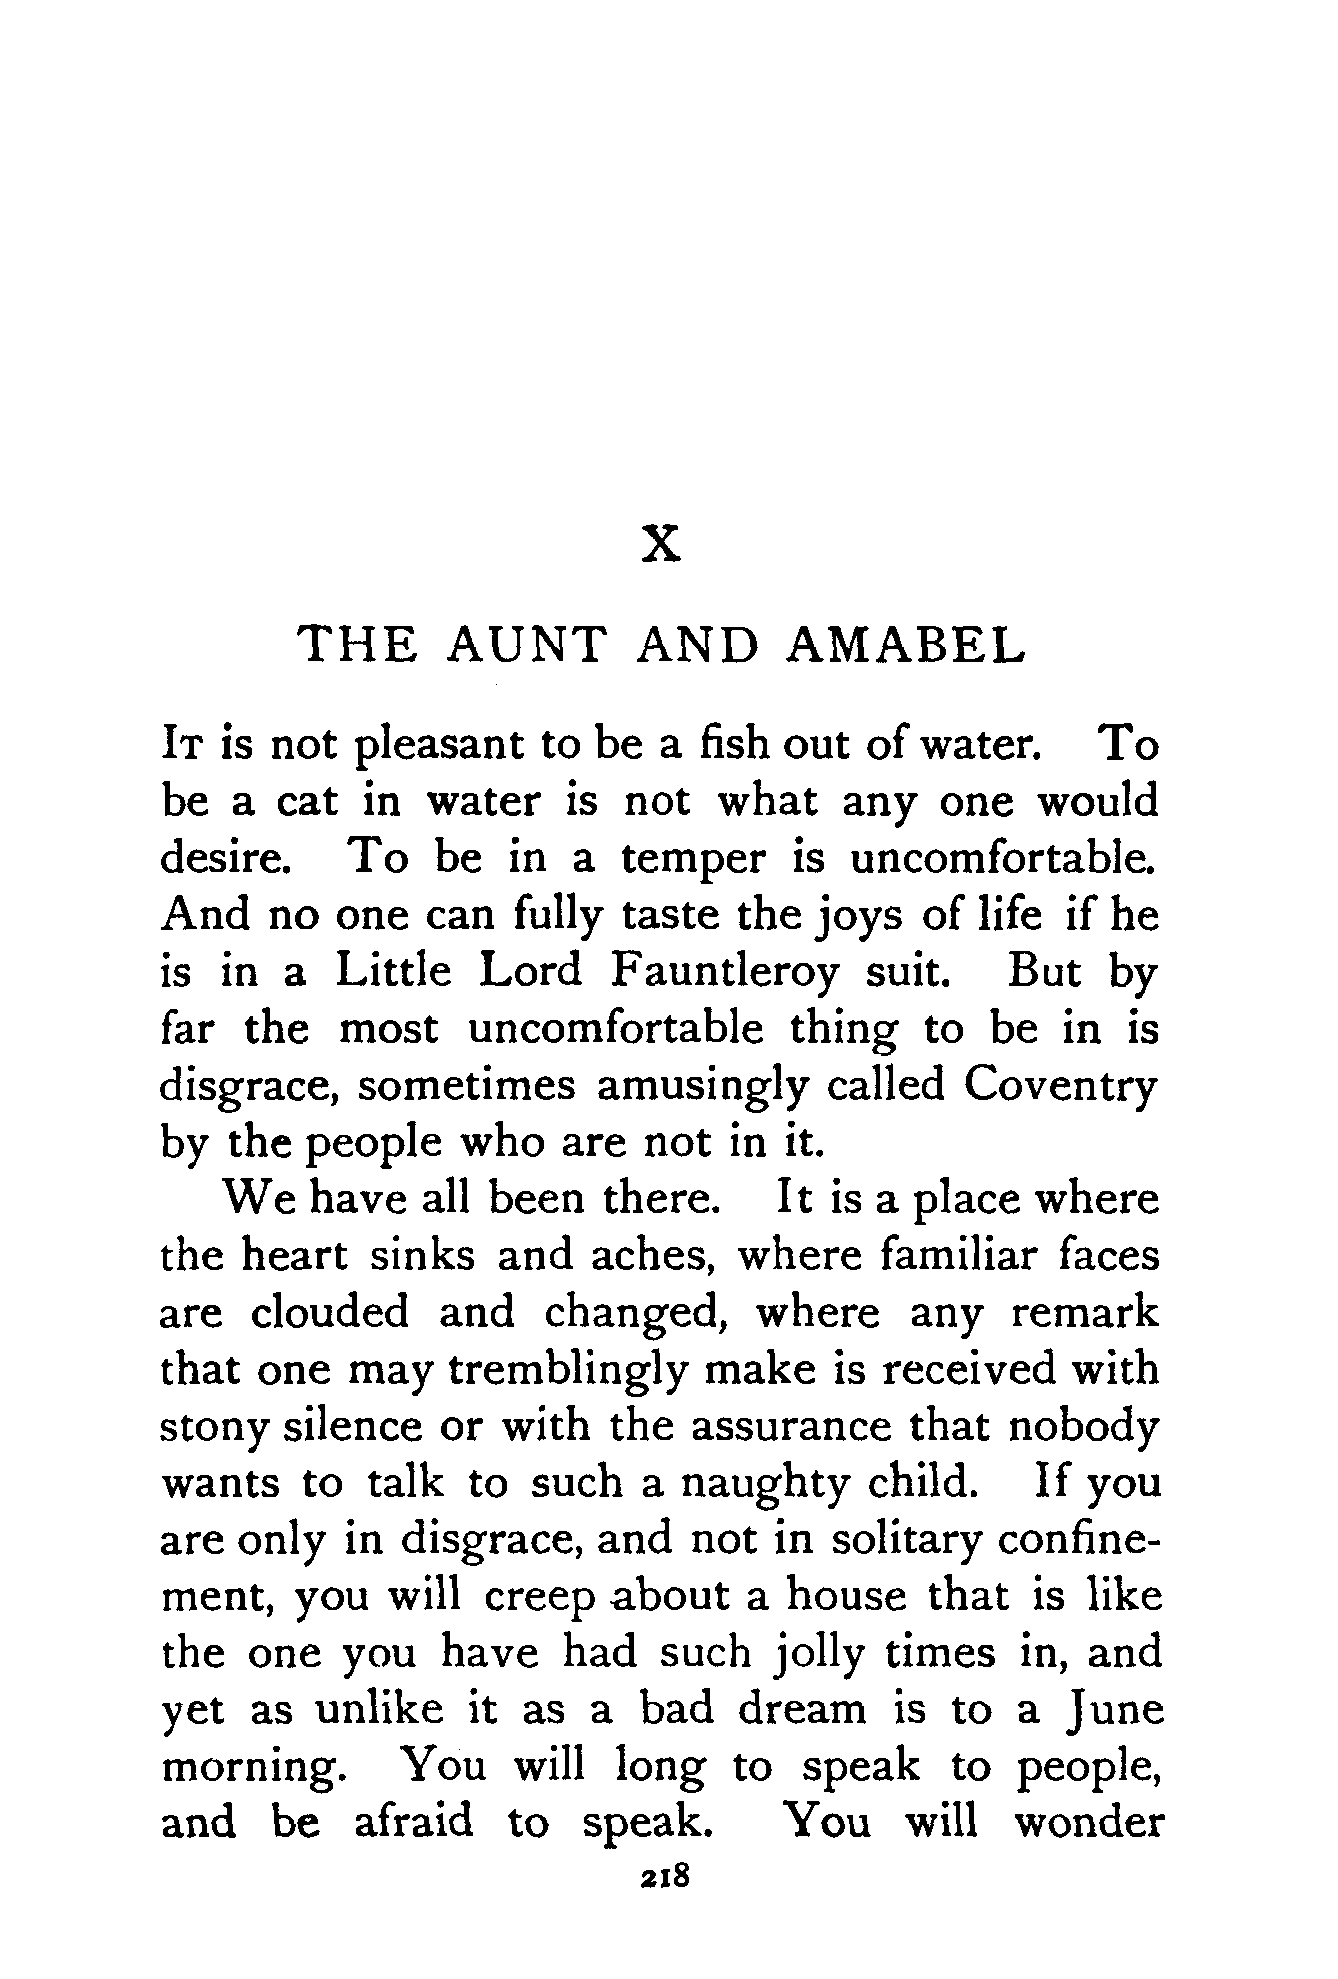 X
THE AUNT AND AMABEL
IT is not pleasant to be a fish out of water. To
be a cat in water is not what any one would
desire. To be in a temper is uncomfortable.
And no one can fully taste the joys of life if he
is in a Little Lord Fauntleroy suit. But by
far the most uncomfortable thing to be in is
disgrace, sometimes amusingly called Coventry
by the people who are not in it.
We have all been there. It is a place where
the heart sinks and aches, where familiar faces
are clouded and changed, where any remark
that one may tremblingly make is received with
stony silence or with the assurance that nobody
wants to talk to such a naughty child. If you
are only in disgrace, and not in solitary confine-
ment, you will creep about a house that is like
the one you have had such jolly times in, and
yet as unlike it as a bad dream is to a June
morning. You will long to speak to people,
and be afraid to speak. You will wonder
218